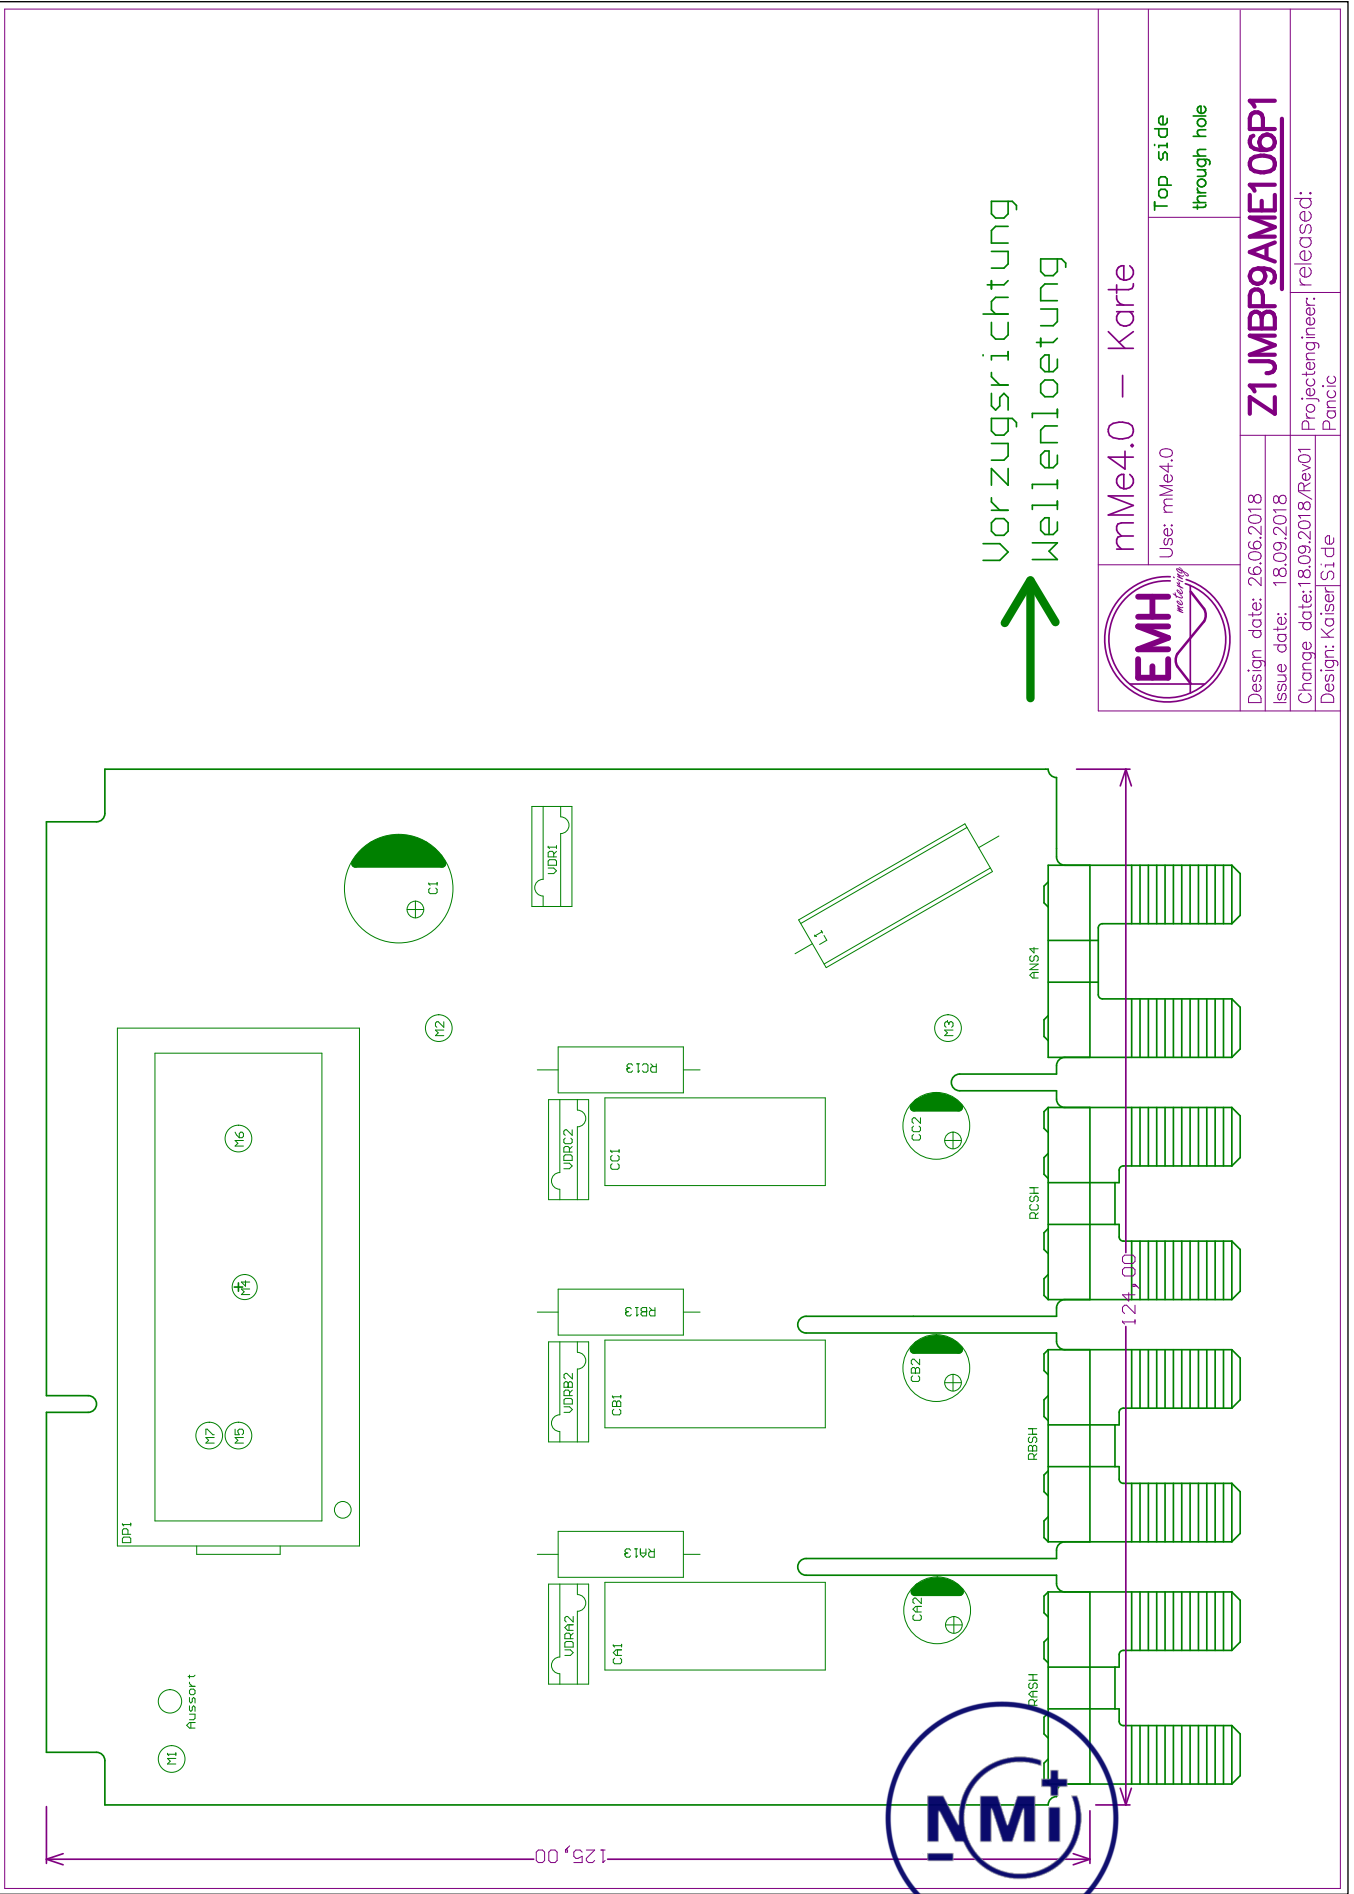 Vorzugsrichtung
Wellenloetung
mMe4.0 - Karte
Use: mMe4.0
Top side
through hole
EMH
metering
Design date: 26.06.2018
Issue date: 18.09.2018
Change date:18.09.2018/Rev01
Design: Kaiser
Side
Z1JMBP9AME106P1
Projectengineer:
Pancic
released:
C1
VDR1
L1
ANS4
M2
M3
RC13
VDRC2
CC1
CC2
RCSH
M6
M4
RB13
VDRB2
CB1
CB2
RBSH
M7
M5
DP1
RA13
VDRA2
CA1
CA2
RASH
Aussort
M1
124,00
125,00
NMi